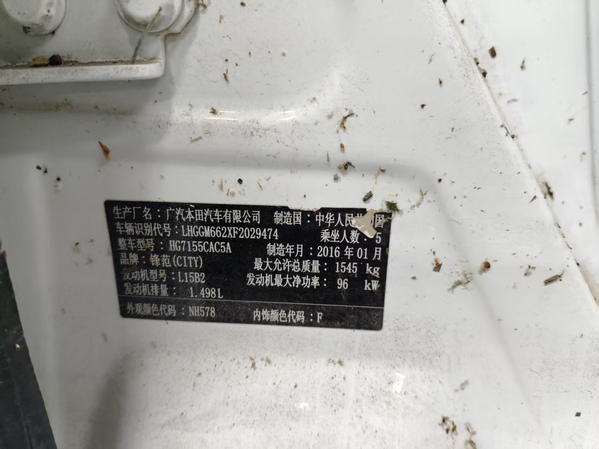 生产厂名：广汽本田汽车有限公司 制造国：中华人民共和国
车辆识别代号：LHGGM662XF2029474 乘坐人数：5
整车型号：HG7155CAC5A 制造年月：2016年01月
品牌：锋范(CITY) 最大允许总质量：1545 kg
发动机型号：L15B2 发动机最大净功率：96 kW
发动机排量：1.498L
外观颜色代码：NH578 内饰颜色代码：F